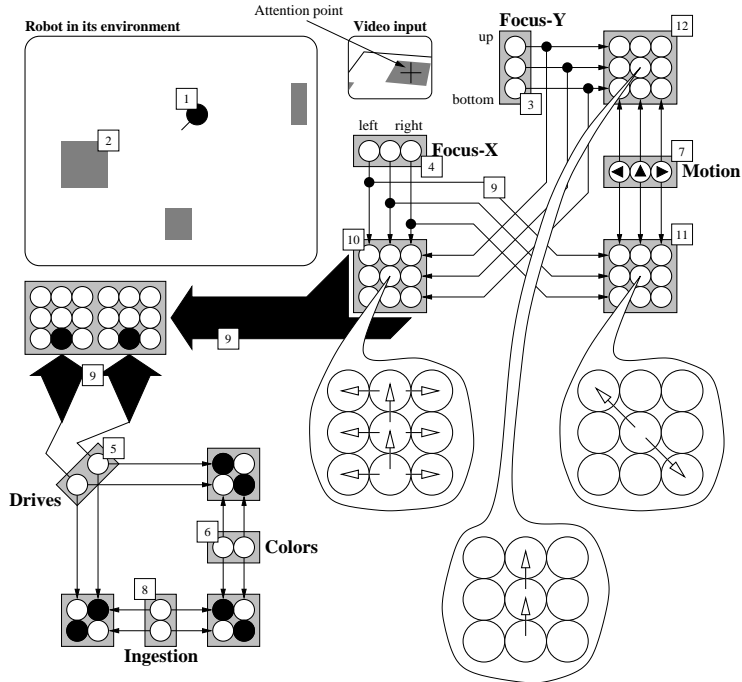 Attention point
Robot in its environment
Video input
Focus-Y
12
up
1
3
bottom
2
left
right
Focus-X
4
9
7
Motion
10
11
9
9
5
Drives
6
Colors
8
Ingestion